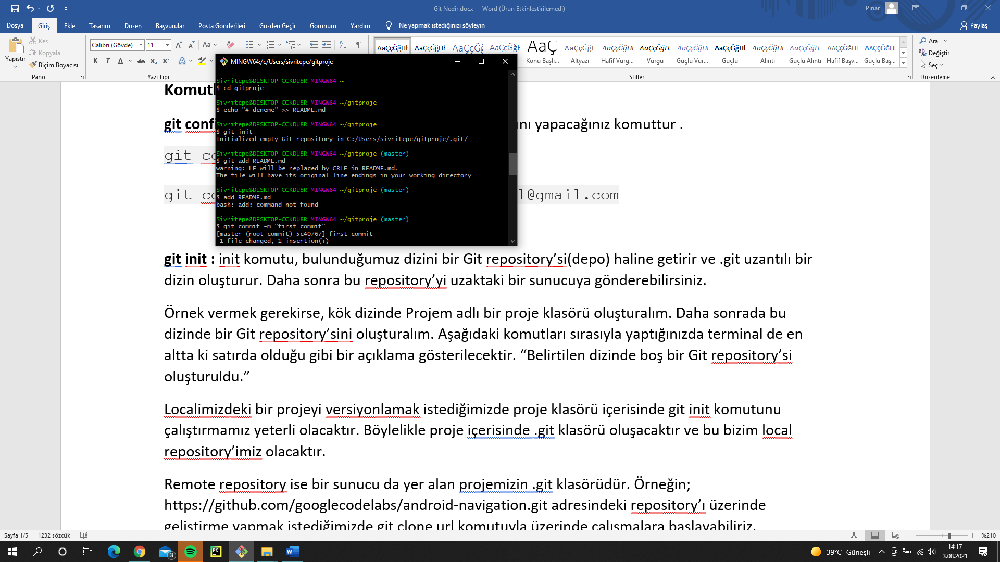 Git Nedir.docx - Word (Ürün Etkinleştirilemedi)
Pınar
Dosya Giriş Ekle Tasarım Düzen Başvurular Posta Gönderileri Gözden Geçir Görünüm Yardım Ne yapmak istediğinizi söyleyin Paylaş
Yapıştır
Kes
Kopyala
Biçim Boyacısı
Pano
Calibri (Gövde) 11
K T A abc x₂ x² A ab
Yazı Tipi
AaÇçĞğHł AaÇçĞğHł AaÇçĞğ AaÇçĞğH AaÇ AaÇçĞğH AaÇçĞğHı AaÇçĞğHı AaÇçĞğHı AaÇçĞğHı AaÇçĞğHı AaÇçĞğHı AaÇçĞğHı AaÇçĞğHı
Konu Başlı... Altyazı Hafif Vurg... Vurgu Güçlü Vur... Güçlü Alıntı Güçlü Alıntı Hafif Başv... Güçlü Baş...
Stiller
Ara
Değiştir
Seç
Düzenleme
MINGW64:/c/Users/sivritepe/gitproje
Sivritepe@DESKTOP-CCKDU8R MINGW64 ~
$ cd gitproje
Sivritepe@DESKTOP-CCKDU8R MINGW64 ~/gitproje
$ echo "# deneme" >> README.md
Sivritepe@DESKTOP-CCKDU8R MINGW64 ~/gitproje
$ git init
Initialized empty Git repository in C:/Users/sivritepe/gitproje/.git/
Sivritepe@DESKTOP-CCKDU8R MINGW64 ~/gitproje (master)
$ git add README.md
warning: LF will be replaced by CRLF in README.md.
The file will have its original line endings in your working directory
Sivritepe@DESKTOP-CCKDU8R MINGW64 ~/gitproje (master)
$ add README.md
bash: add: command not found
Sivritepe@DESKTOP-CCKDU8R MINGW64 ~/gitproje (master)
$ git commit -m "first commit"
[master (root-commit) 5c40767] first commit
1 file changed, 1 insertion(+)
Komut
git confi
nı yapacağınız komuttur .
git co
git co
l@gmail.com
git init : init komutu, bulunduğumuz dizini bir Git repository’si(depo) haline getirir ve .git uzantılı bir
dizin oluşturur. Daha sonra bu repository’yi uzaktaki bir sunucuya gönderebilirsiniz.
Örnek vermek gerekirse, kök dizinde Projem adlı bir proje klasörü oluşturalım. Daha sonrada bu
dizinde bir Git repository’sini oluşturalım. Aşağıdaki komutları sırasıyla yaptığınızda terminal de en
altta ki satırda olduğu gibi bir açıklama gösterilecektir. “Belirtilen dizinde boş bir Git repository’si
oluşturuldu.”
Localimizdeki bir projeyi versiyonlamak istediğimizde proje klasörü içerisinde git init komutunu
çalıştırmamız yeterli olacaktır. Böylelikle proje içerisinde .git klasörü oluşacaktır ve bu bizim local
repository’imiz olacaktır.
Remote repository ise bir sunucu da yer alan projemizin .git klasörüdür. Örneğin;
https://github.com/googlecodelabs/android-navigation.git adresindeki repository’ı üzerinde
geliştirme yapmak istediğimizde git clone url komutuyla üzerinde çalışmalara başlayabiliriz.
Sayfa 1/5 1232 sözcük %210
3
39°C Güneşli
14:17
3.08.2021